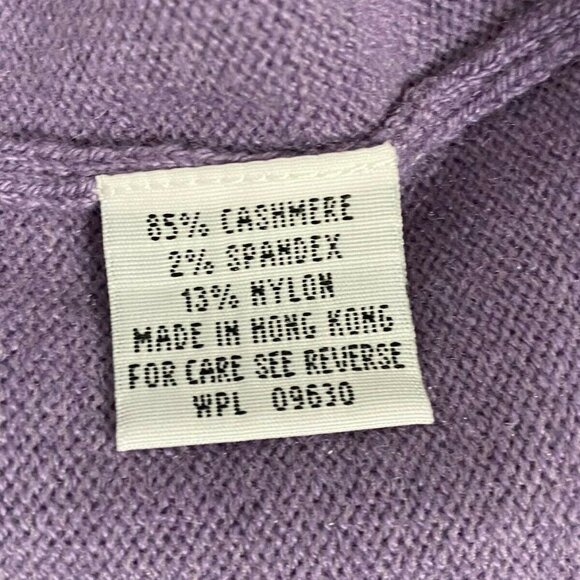 85% CASHMERE
2% SPANDEX
13% NYLON
MADE IN HONG KONG
FOR CARE SEE REVERSE
WPL 09630